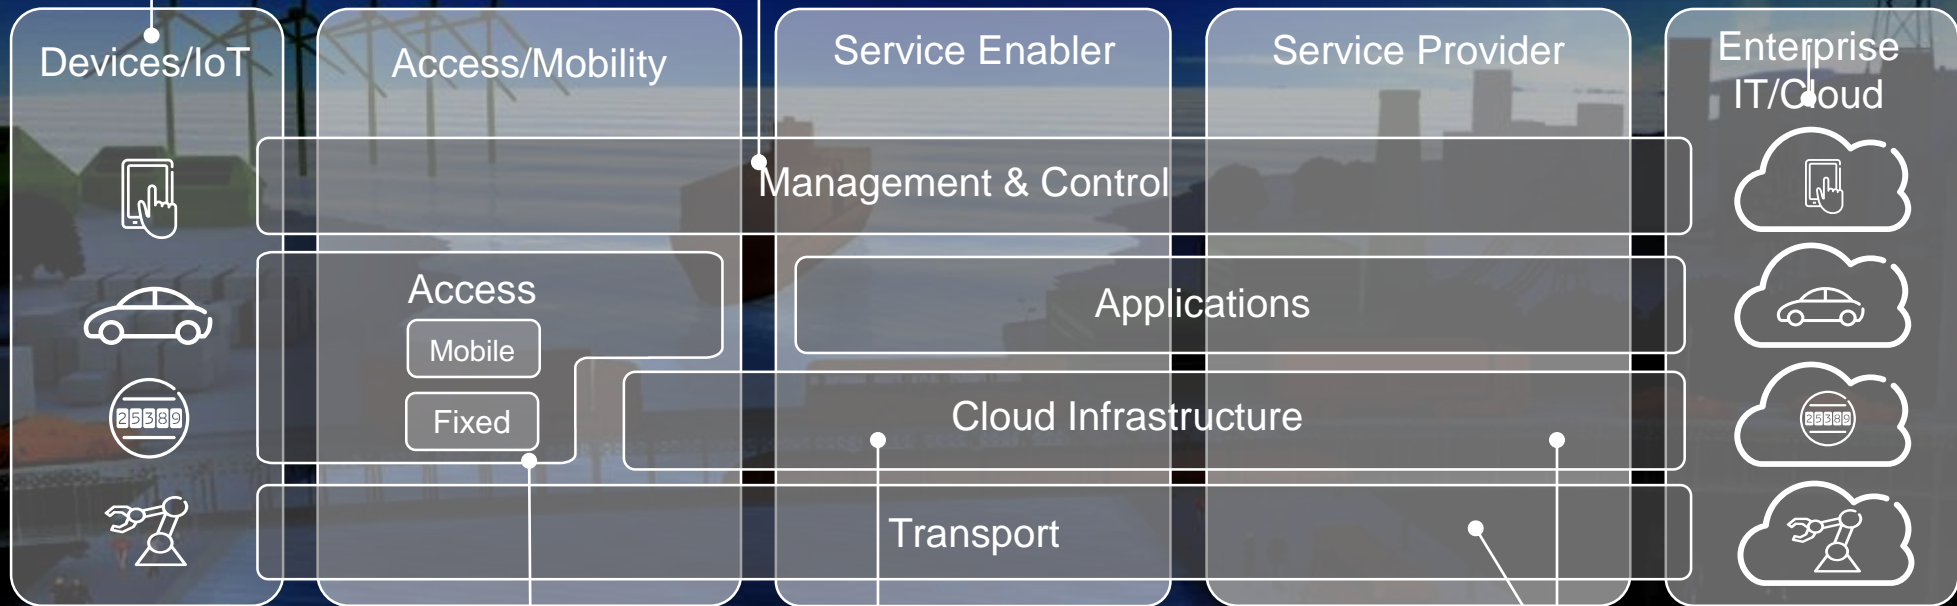 Devices/IoT
Access/Mobility
Service Enabler
Service Provider
Enterprise
IT/Cloud
Management & Control
Access
Mobile
Fixed
Applications
Cloud Infrastructure
Transport
25389
25389